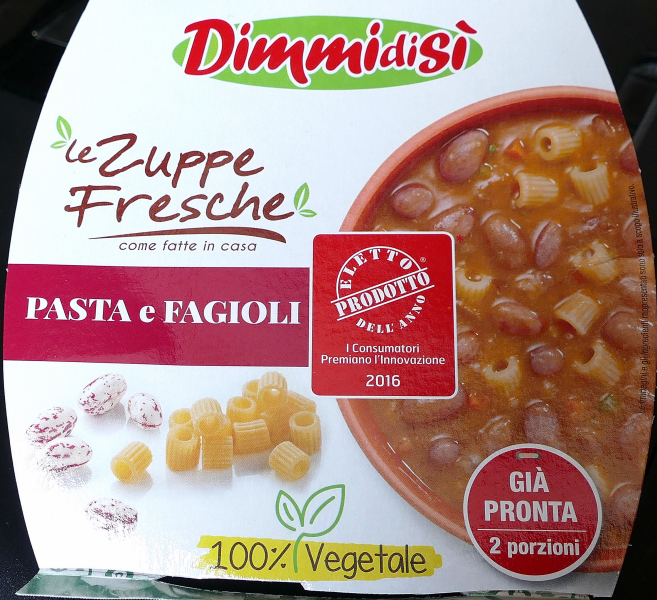 DimmidiSì
le Zuppe
Fresche
come fatte in casa
PASTA e FAGIOLI
ELETTO
PRODOTTO
DELL'ANNO
®
I Consumatori
Premiano l'Innovazione
2016
GIÀ
PRONTA
2 porzioni
100% Vegetale